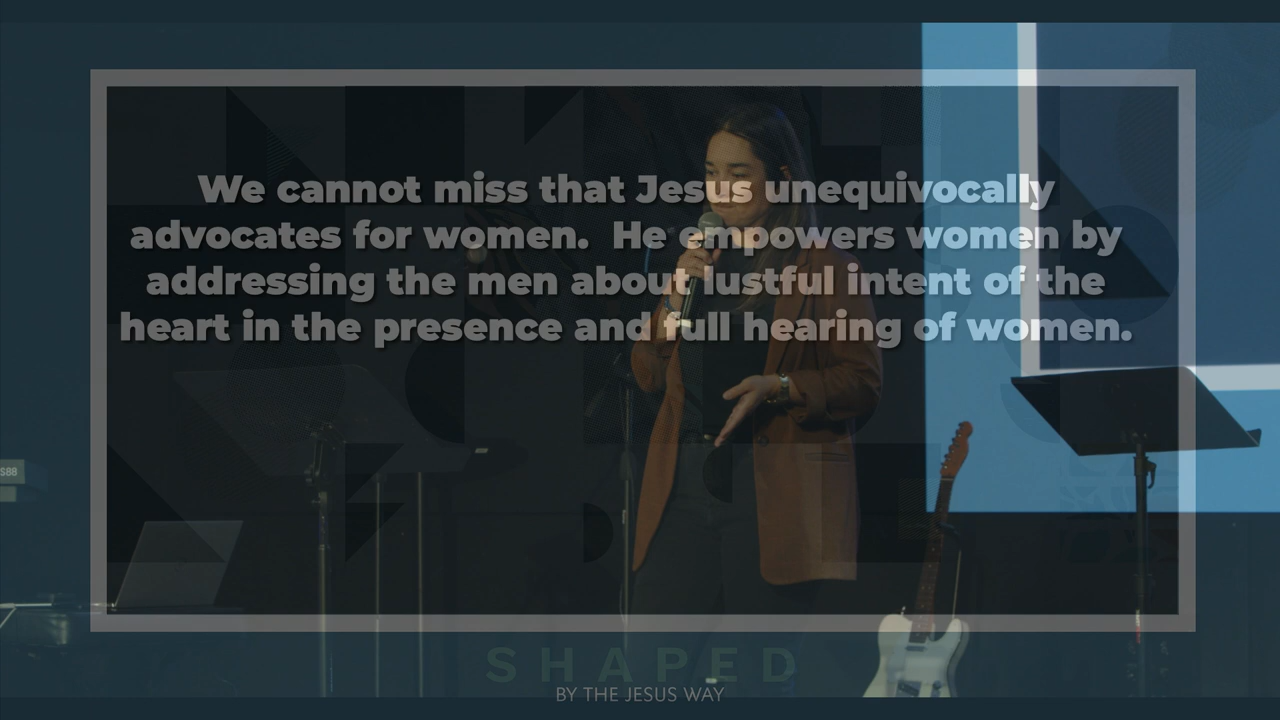 We cannot miss that Jesus unequivocally
advocates for women.  He empowers women by
addressing the men about lustful intent of the
heart in the presence and full hearing of women.
S88
SHAPED
BY THE JESUS WAY